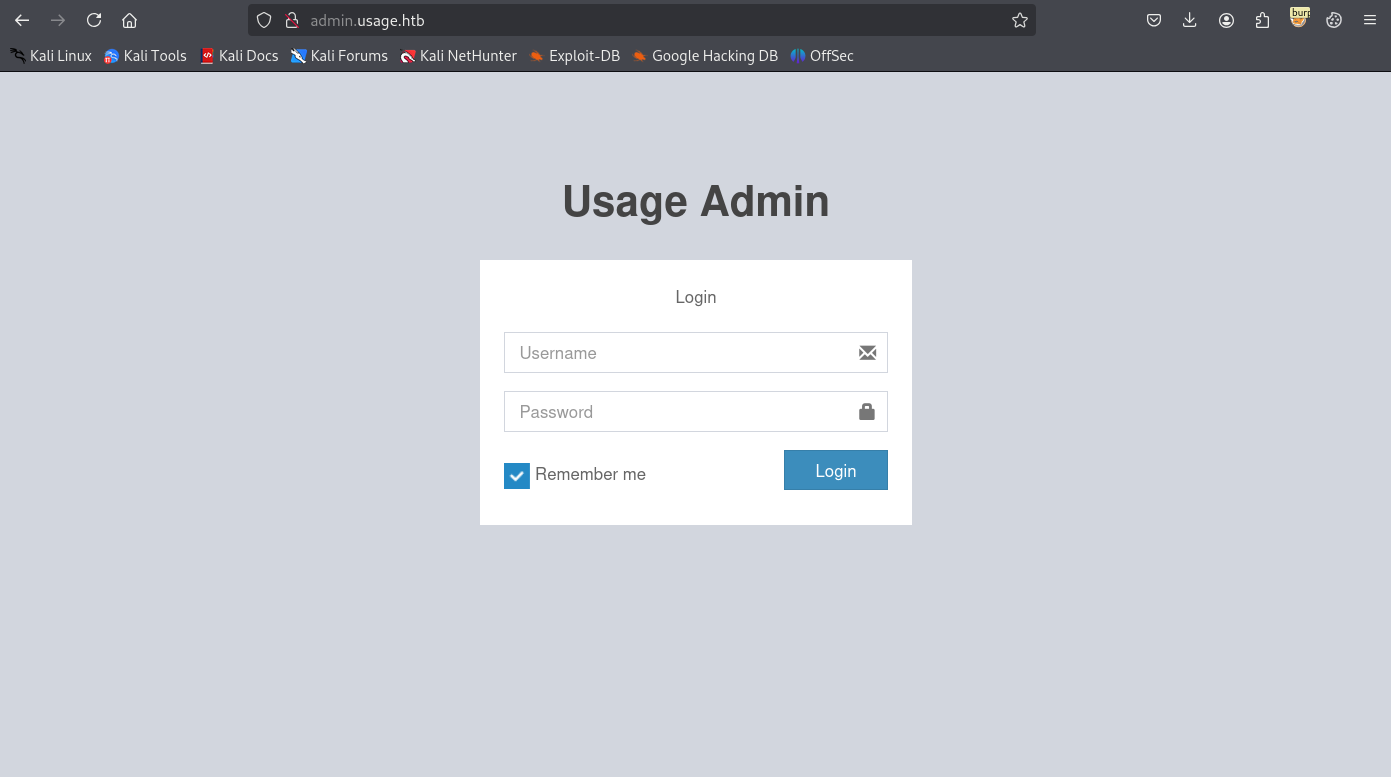 admin.usage.htb
burp
Kali Linux Kali Tools Kali Docs Kali Forums Kali NetHunter Exploit-DB Google Hacking DB OffSec
Usage Admin
Login
Username
Password
Remember me
Login